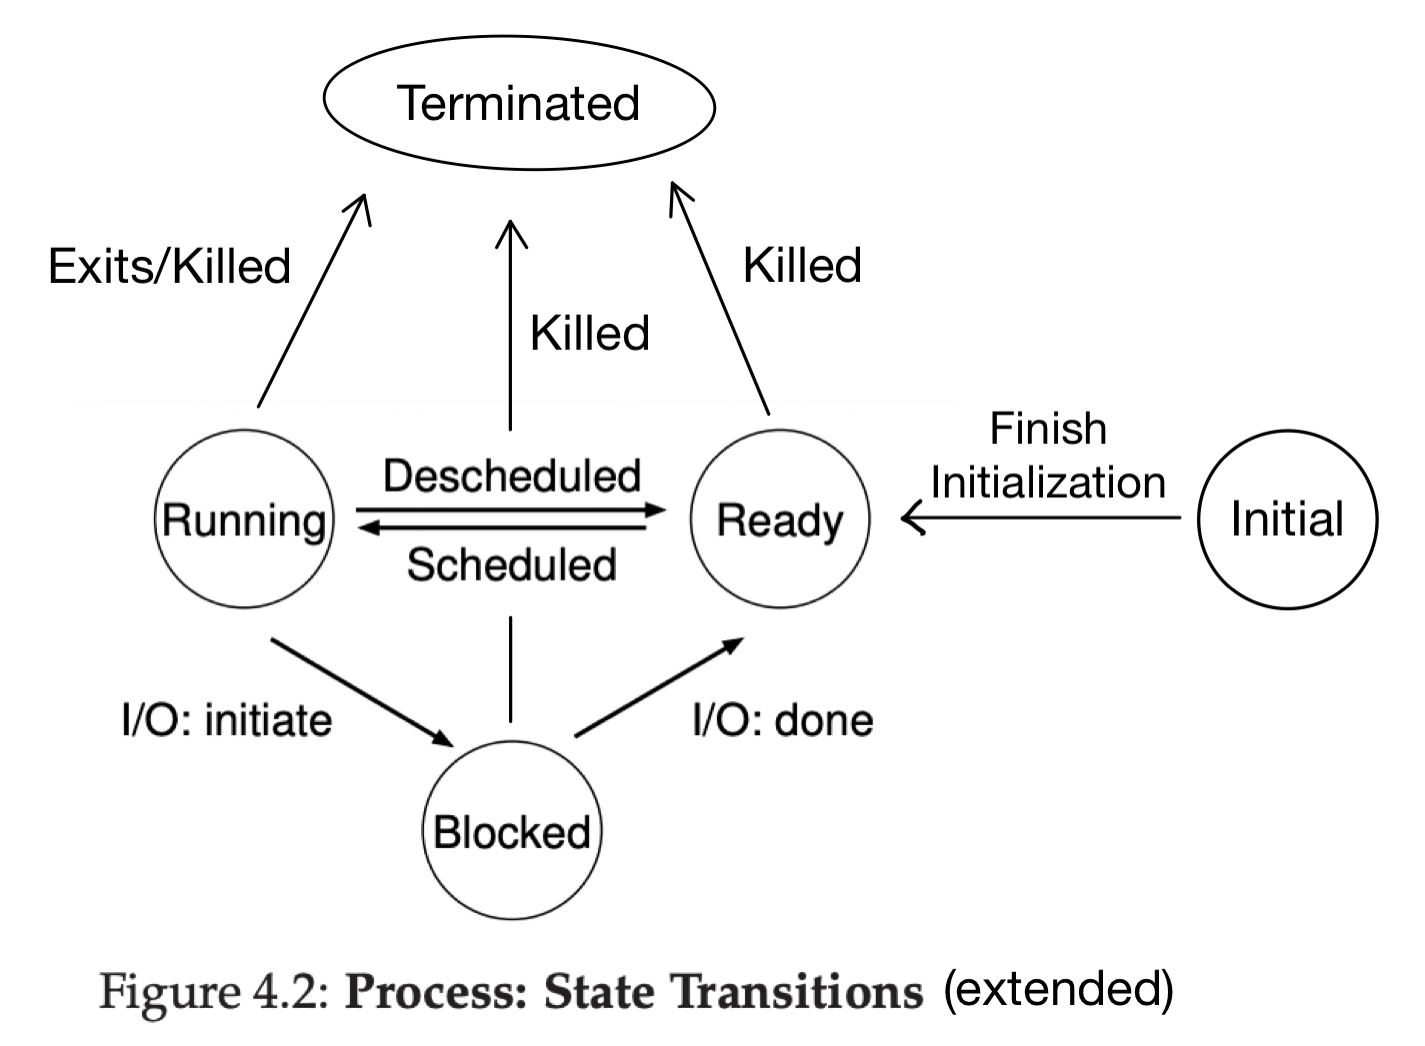 Terminated
Exits/Killed
Killed
Killed
Finish
Initialization
Descheduled
Running
Ready
Initial
Scheduled
I/O: initiate
I/O: done
Blocked
Figure 4.2: Process: State Transitions (extended)